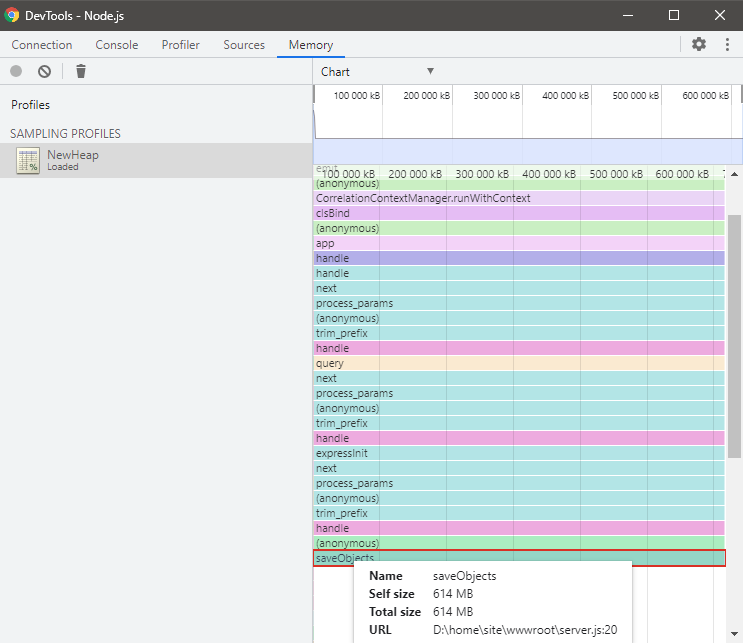 DevTools - Node.js
Connection Console Profiler Sources Memory
Chart
Profiles
SAMPLING PROFILES
NewHeap
Loaded
100 000 kB 200 000 kB 300 000 kB 400 000 kB 500 000 kB 600 000 kB
emit
100 000 kB 200 000 kB 300 000 kB 400 000 kB 500 000 kB 600 000 kB
(anonymous)
CorrelationContextManager.runWithContext
clsBind
(anonymous)
app
handle
handle
next
process_params
(anonymous)
trim_prefix
handle
query
next
process_params
(anonymous)
trim_prefix
handle
expressInit
next
process_params
(anonymous)
trim_prefix
handle
(anonymous)
saveObjects
Name saveObjects
Self size 614 MB
Total size 614 MB
URL D:\home\site\wwwroot\server.js:20